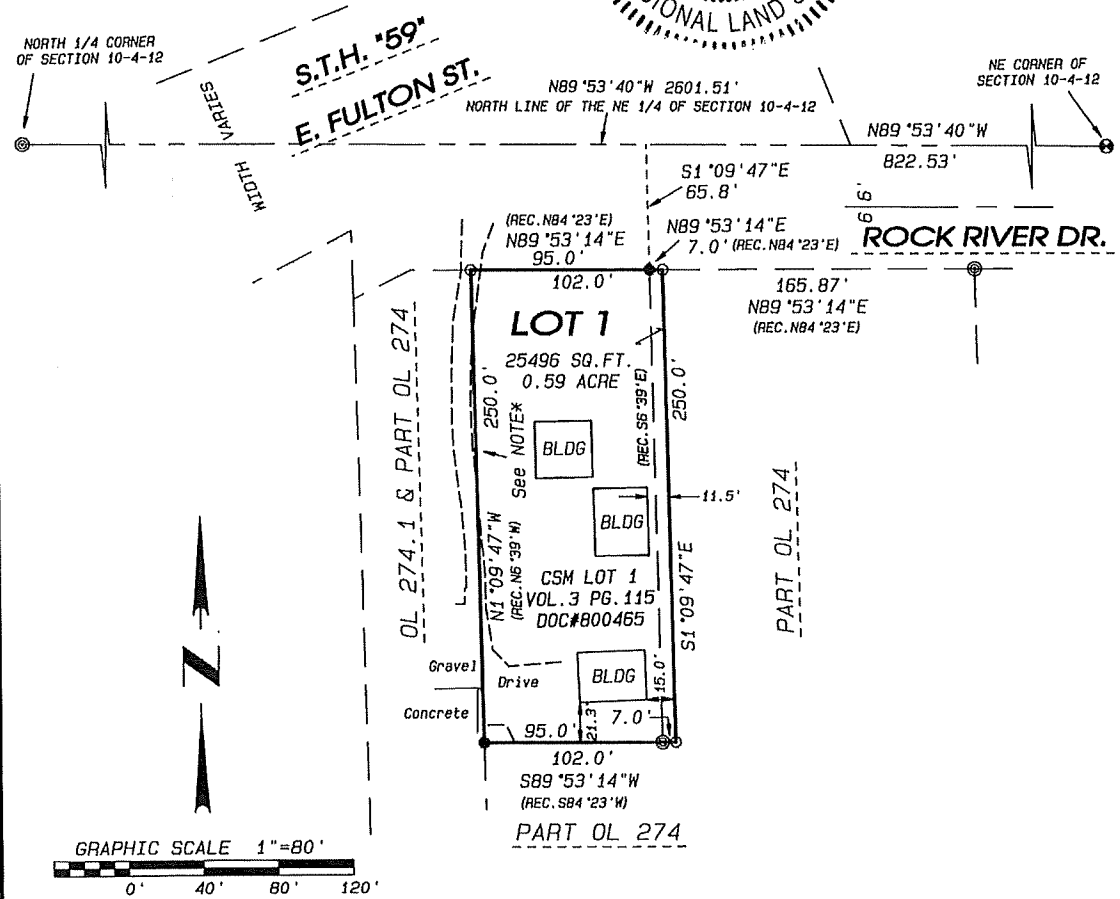 SIONAL LAND S
NORTH 1/4 CORNER
OF SECTION 10-4-12
S.T.H. "59"
E. FULTON ST.
WIDTH VARIES
N89°53'40"W 2601.51'
NORTH LINE OF THE NE 1/4 OF SECTION 10-4-12
NE CORNER OF
SECTION 10-4-12
N89°53'40"W
822.53'
S1°09'47"E
65.8'
66'
ROCK RIVER DR.
(REC.N84°23'E)
N89°53'14"E
95.0'
102.0'
N89°53'14"E
7.0' (REC.N84°23'E)
165.87'
N89°53'14"E
(REC.N84°23'E)
LOT 1
25496 SQ.FT.
0.59 ACRE
OL 274.1 & PART OL 274
250.0'
See NOTE*
N1°09'47"W
(REC.N6°39'W)
(REC.S6°39'E)
250.0'
S1°09'47"E
BLDG
BLDG
11.5'
PART OL 274
CSM LOT 1
VOL.3 PG.115
DOC#800465
BLDG
15.0'
Gravel
Drive
Concrete
21.3'
7.0'
95.0'
102.0'
S89°53'14"W
(REC.S84°23'W)
PART OL 274
N
GRAPHIC SCALE 1"=80'
0' 40' 80' 120'